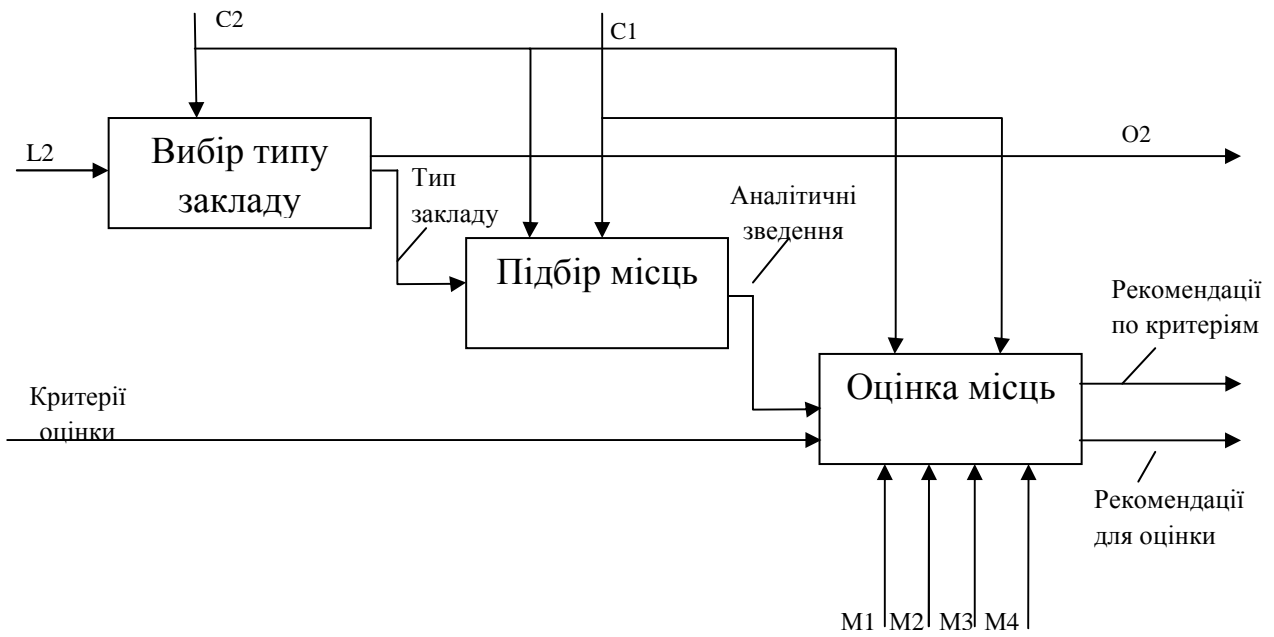 C2
C1
Вибір типу
закладу
L2
O2
Тип
закладу
Аналітичні
зведення
Підбір місць
Рекомендації
по критеріям
Оцінка місць
Критерії
оцінки
Рекомендації
для оцінки
M1 M2 M3 M4